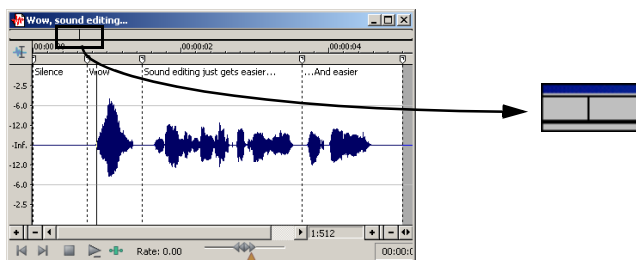 Wow, sound editing...
,00:00:00 ,00:00:02 ,00:00:04
Silence Wow Sound editing just gets easier... ...And easier
-2.5
-6.0
-12.0
-Inf.
-12.0
-6.0
-2.5
1:512
Rate: 0.00 00:00:0